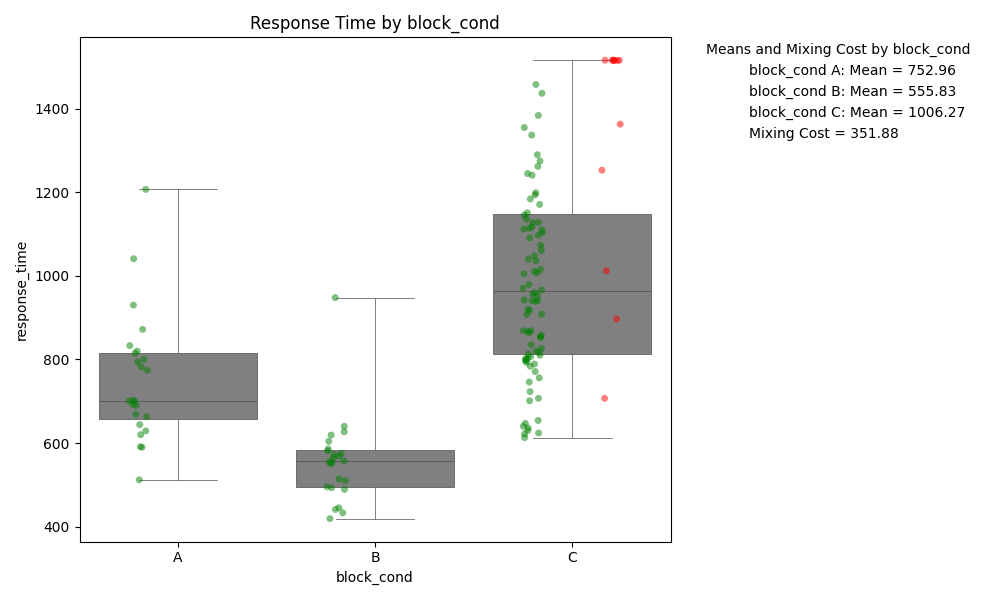 Response Time by block_cond
Means and Mixing Cost by block_cond
block_cond A: Mean = 752.96
block_cond B: Mean = 555.83
block_cond C: Mean = 1006.27
Mixing Cost = 351.88
response_time
1400
1200
1000
800
600
400
A
B
C
block_cond